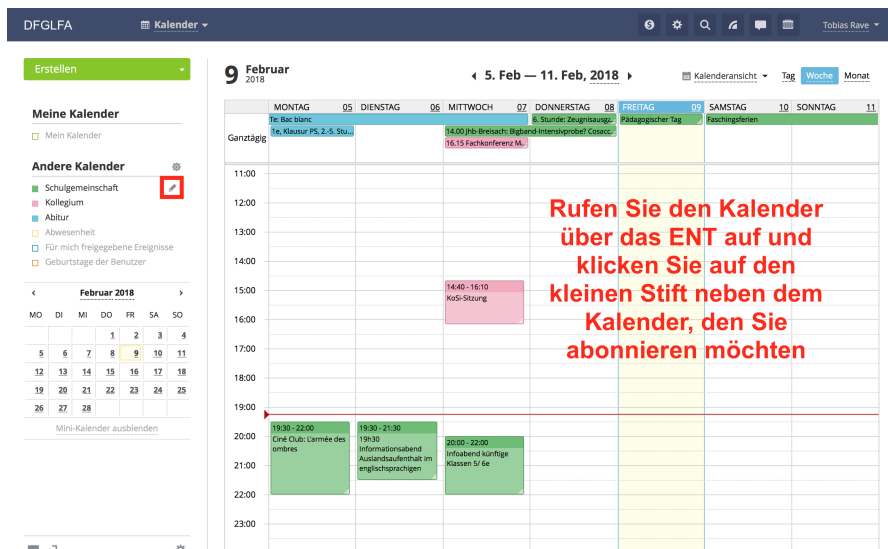 DFGLFA
Kalender
Tobias Rave
Erstellen
Meine Kalender
Mein Kalender
Andere Kalender
Schulgemeinschaft
Kollegium
Abitur
Abwesenheit
Für mich freigegebene Ereignisse
Geburtstage der Benutzer
‹ Februar 2018 ›
MO DI MI DO FR SA SO
1 2 3 4
5 6 7 8 9 10 11
12 13 14 15 16 17 18
19 20 21 22 23 24 25
26 27 28
Mini-Kalender ausblenden
9 Februar
2018
5. Feb — 11. Feb, 2018
Kalenderansicht
Tag Woche Monat
MONTAG 05 DIENSTAG 06 MITTWOCH 07 DONNERSTAG 08 FREITAG 09 SAMSTAG 10 SONNTAG 11
Ganztägig
Te: Bac blanc
6. Stunde: Zeugnisausg..
Pädagogischer Tag
Faschingsferien
1e, Klausur PS, 2.-5. Stu...
14.00 Jhb-Breisach: Bigband-Intensivprobe? Cosacc..
16.15 Fachkonferenz M..
11:00
12:00
13:00
14:00
15:00
16:00
17:00
18:00
19:00
20:00
21:00
22:00
23:00
14:40 - 16:10
KoSi-Sitzung
19:30 - 22:00
Ciné Club: L'armée des
ombres
19:30 - 21:30
19h30
Informationsabend
Auslandsaufenthalt im
englischsprachigen
20:00 - 22:00
Infoabend künftige
Klassen 5/ 6e
Rufen Sie den Kalender
über das ENT auf und
klicken Sie auf den
kleinen Stift neben dem
Kalender, den Sie
abonnieren möchten